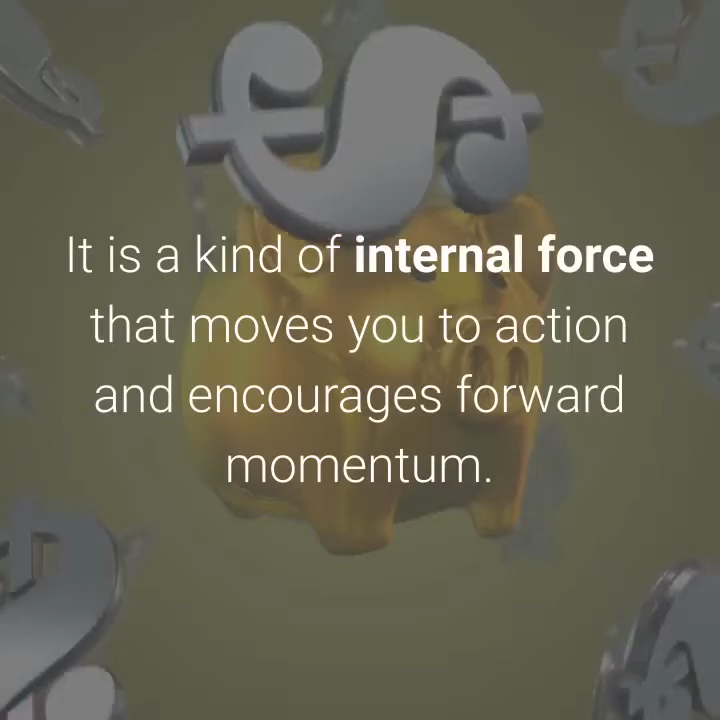 It is a kind of internal force
that moves you to action
and encourages forward
momentum.